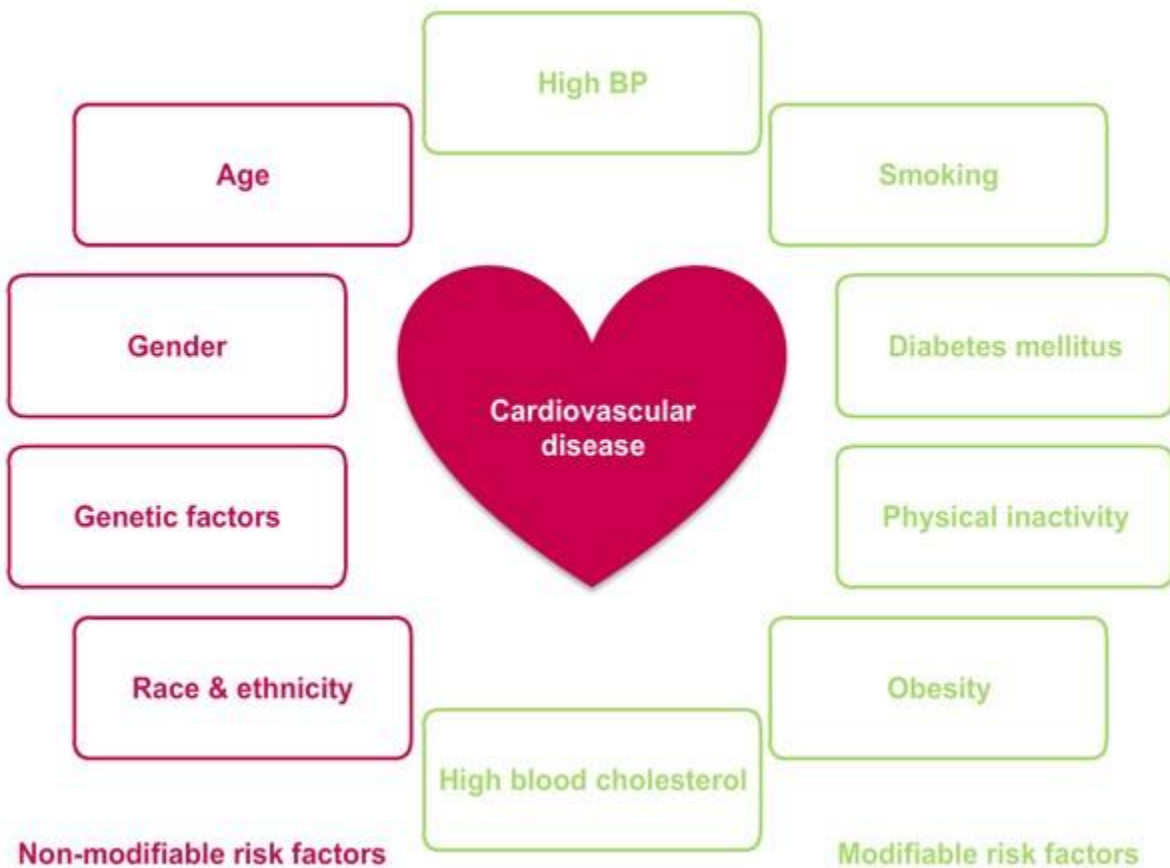 High BP
Age
Smoking
Gender
Diabetes mellitus
Cardiovascular
disease
Genetic factors
Physical inactivity
Race & ethnicity
Obesity
High blood cholesterol
Non-modifiable risk factors
Modifiable risk factors